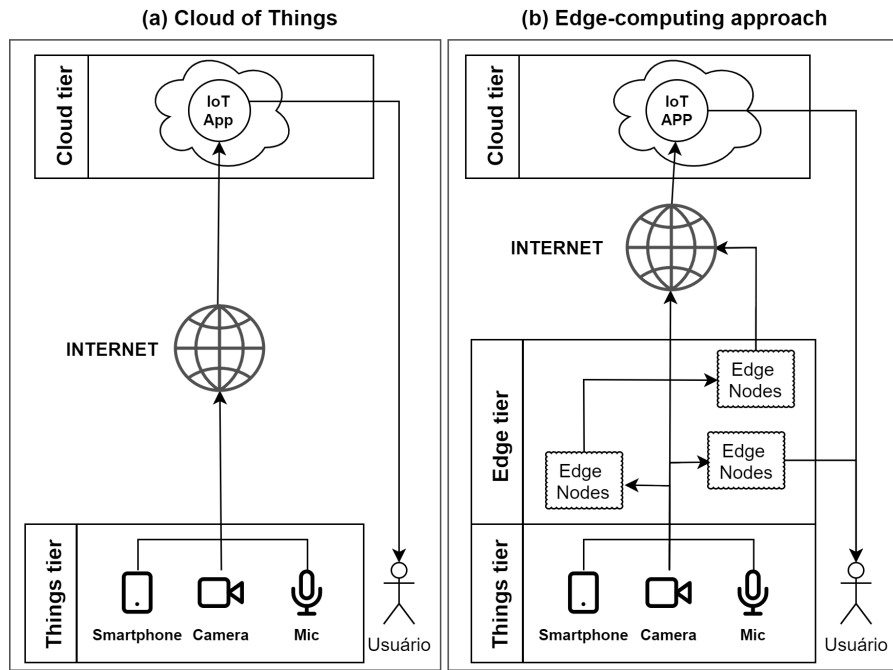 (a) Cloud of Things
Cloud tier
IoT
App
INTERNET
Things tier
Smartphone
Camera
Mic
Usuário
(b) Edge-computing approach
Cloud tier
IoT
APP
INTERNET
Edge tier
Edge
Nodes
Edge
Nodes
Edge
Nodes
Things tier
Smartphone
Camera
Mic
Usuário